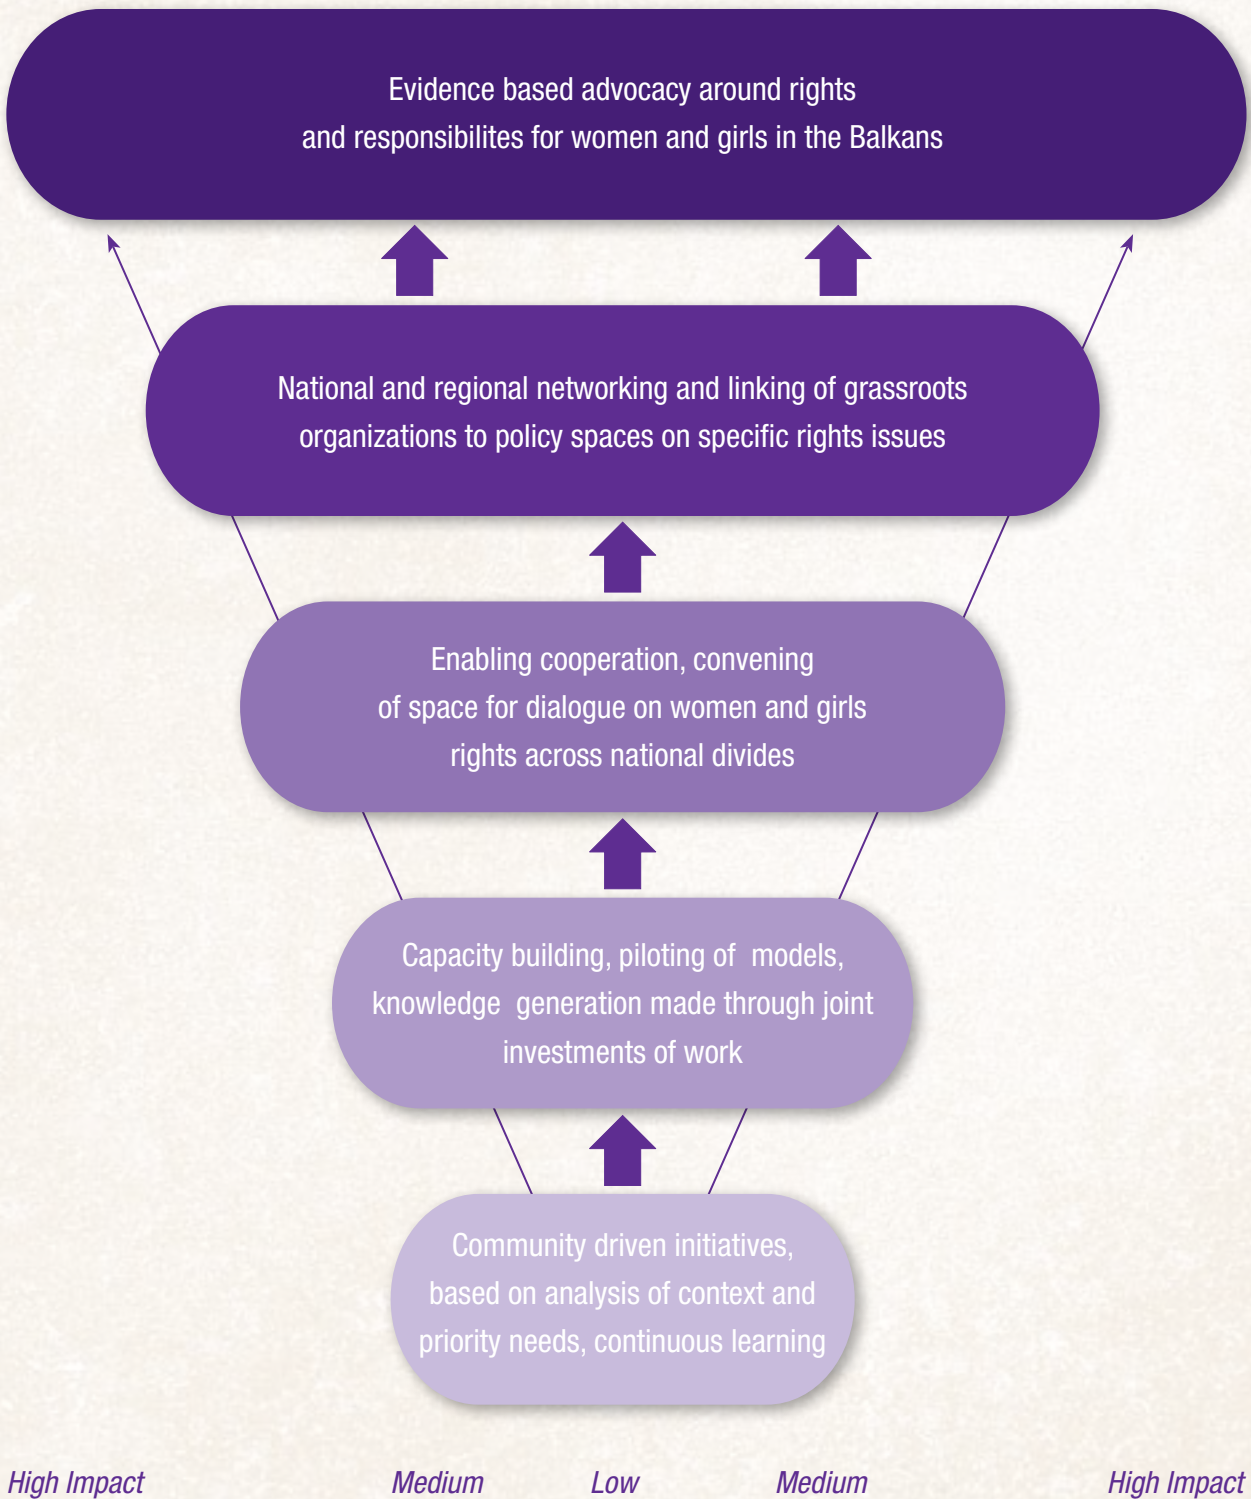 Evidence based advocacy around rights
and responsibilites for women and girls in the Balkans
National and regional networking and linking of grassroots
organizations to policy spaces on specific rights issues
Enabling cooperation, convening
of space for dialogue on women and girls
rights across national divides
Capacity building, piloting of  models,
knowledge  generation made through joint
investments of work
Community driven initiatives,
based on analysis of context and
priority needs, continuous learning
High Impact Medium Low Medium High Impact